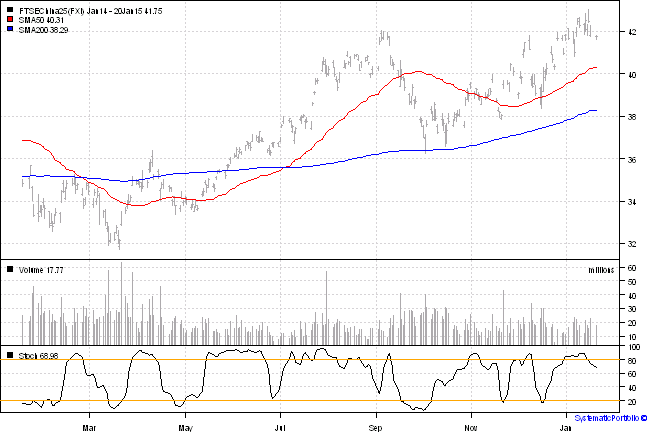 FTSEChina25(FXI) Jan14 - 20Jan15 41.75
SMA50 40.31
SMA200 38.29
42
40
38
36
34
32
Volume 17.77
millions
60
50
40
30
20
10
Stoch 68.98
100
80
60
40
20
Mar May Jul Sep Nov Jan
SystematicPortfolio ©